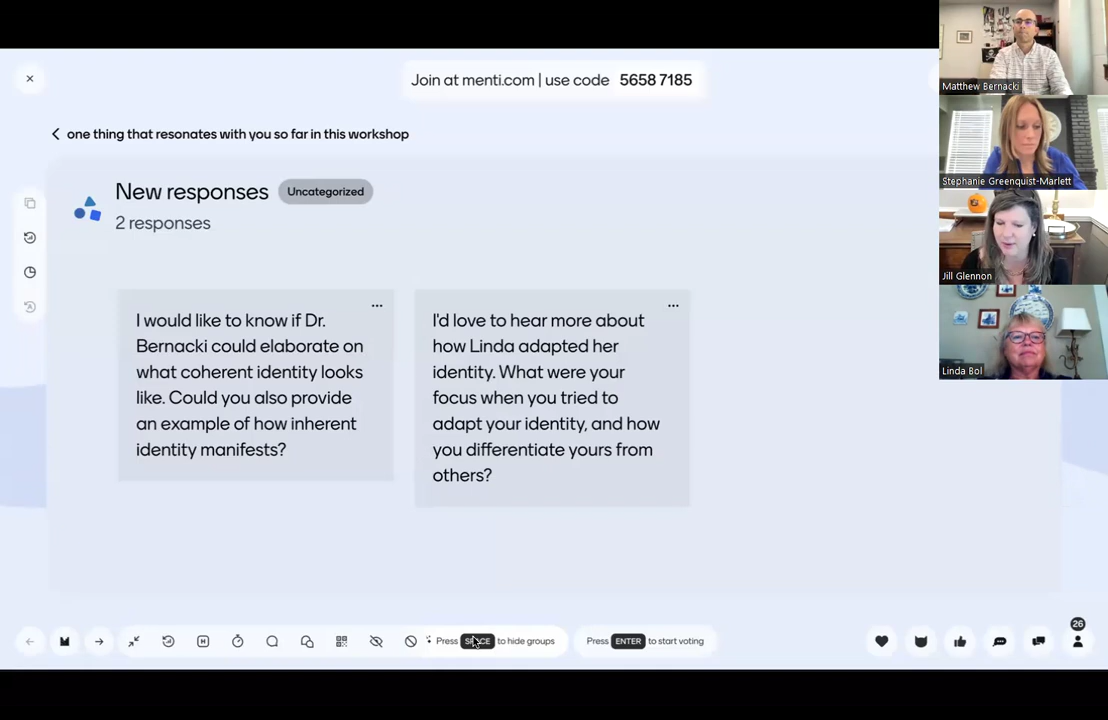 Join at menti.com | use code 5658 7185
one thing that resonates with you so far in this workshop
New responses Uncategorized
2 responses
I would like to know if Dr.
Bernacki could elaborate on
what coherent identity looks
like. Could you also provide
an example of how inherent
identity manifests?
I'd love to hear more about
how Linda adapted her
identity. What were your
focus when you tried to
adapt your identity, and how
you differentiate yours from
others?
Matthew Bernacki
Stephanie Greenquist-Marlett
Jill Glennon
Linda Bol
Press SPACE to hide groups
Press ENTER to start voting
26